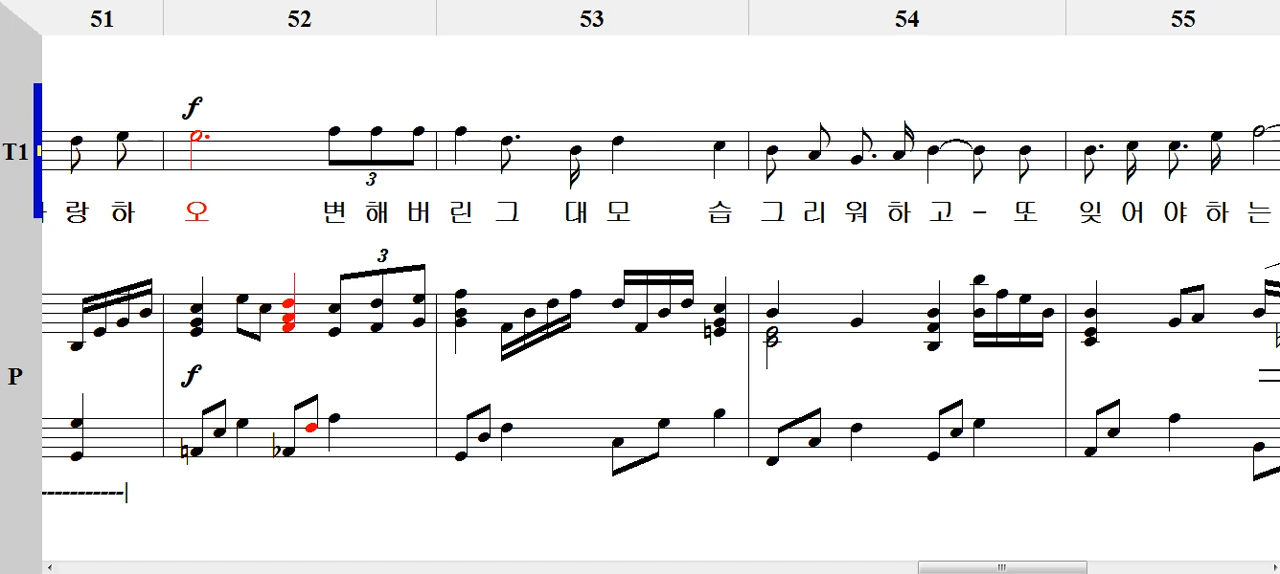 51 52 53 54 55
f
T1
3
랑 하 오 변 해 버 린 그 대 모 습 그 리 워 하 고 - 또 잊 어 야 하 는
3
P
f